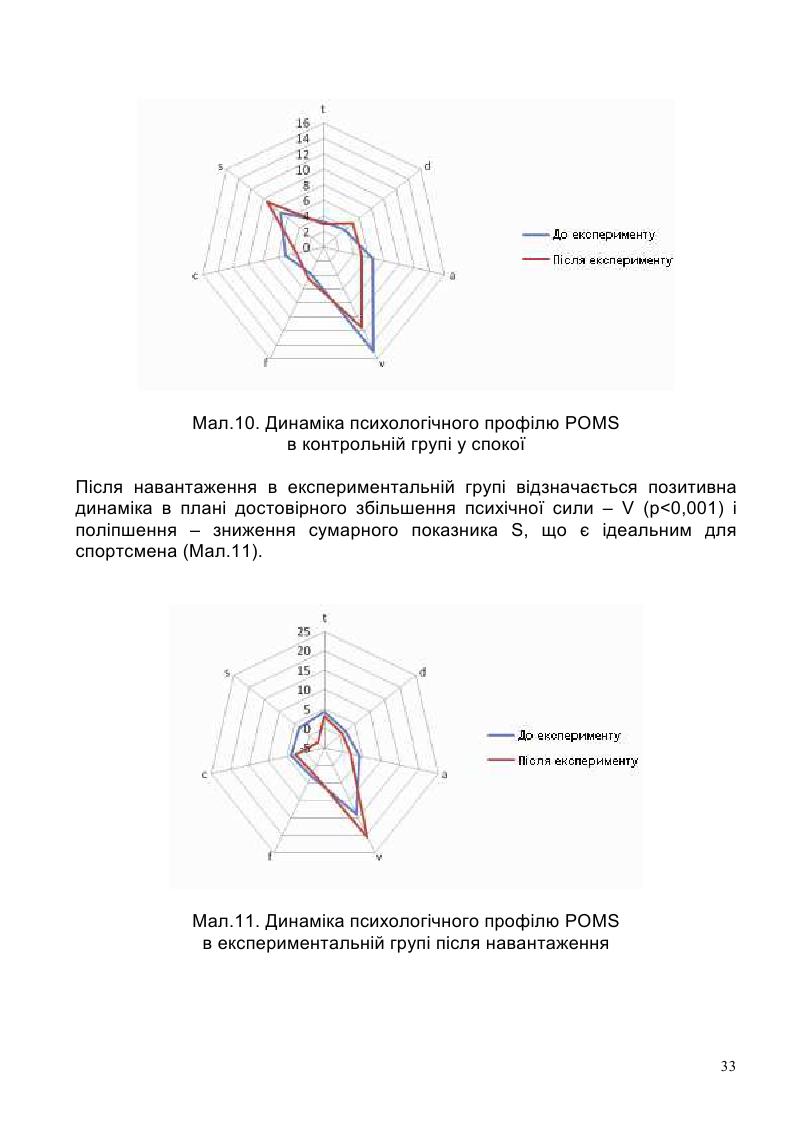 t
16
14
12
10
8
6
4
2
0
s
d
c
a
f
v
До експерименту
Після експерименту
Мал.10. Динаміка психологічного профілю POMS
в контрольній групі у спокої
Після навантаження в експериментальній групі відзначається позитивна
динаміка в плані достовірного збільшення психічної сили – V (p<0,001) і
поліпшення – зниження сумарного показника S, що є ідеальним для
спортсмена (Мал.11).
t
25
20
15
10
5
0
-5
s
d
c
a
f
v
До експерименту
Після експерименту
Мал.11. Динаміка психологічного профілю POMS
в експериментальній групі після навантаження
33